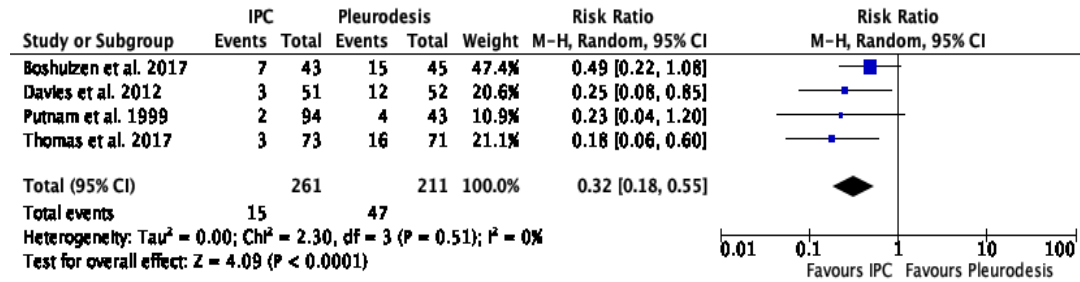 IPC Pleurodesis Risk Ratio Risk Ratio
Study or Subgroup Events Total Events Total Weight M-H, Random, 95% CI M-H, Random, 95% CI
Boshuizen et al. 2017 7 43 15 45 47.4% 0.49 [0.22, 1.08]
Davies et al. 2012 3 51 12 52 20.6% 0.25 [0.08, 0.85]
Putnam et al. 1999 2 94 4 43 10.9% 0.23 [0.04, 1.20]
Thomas et al. 2017 3 73 16 71 21.1% 0.18 [0.06, 0.60]
Total (95% CI) 261 211 100.0% 0.32 [0.18, 0.55]
Total events 15 47
Heterogeneity: Tau² = 0.00; Chi² = 2.30, df = 3 (P = 0.51); I² = 0%
Test for overall effect: Z = 4.09 (P < 0.0001)
0.01 0.1 1 10 100
Favours IPC Favours Pleurodesis